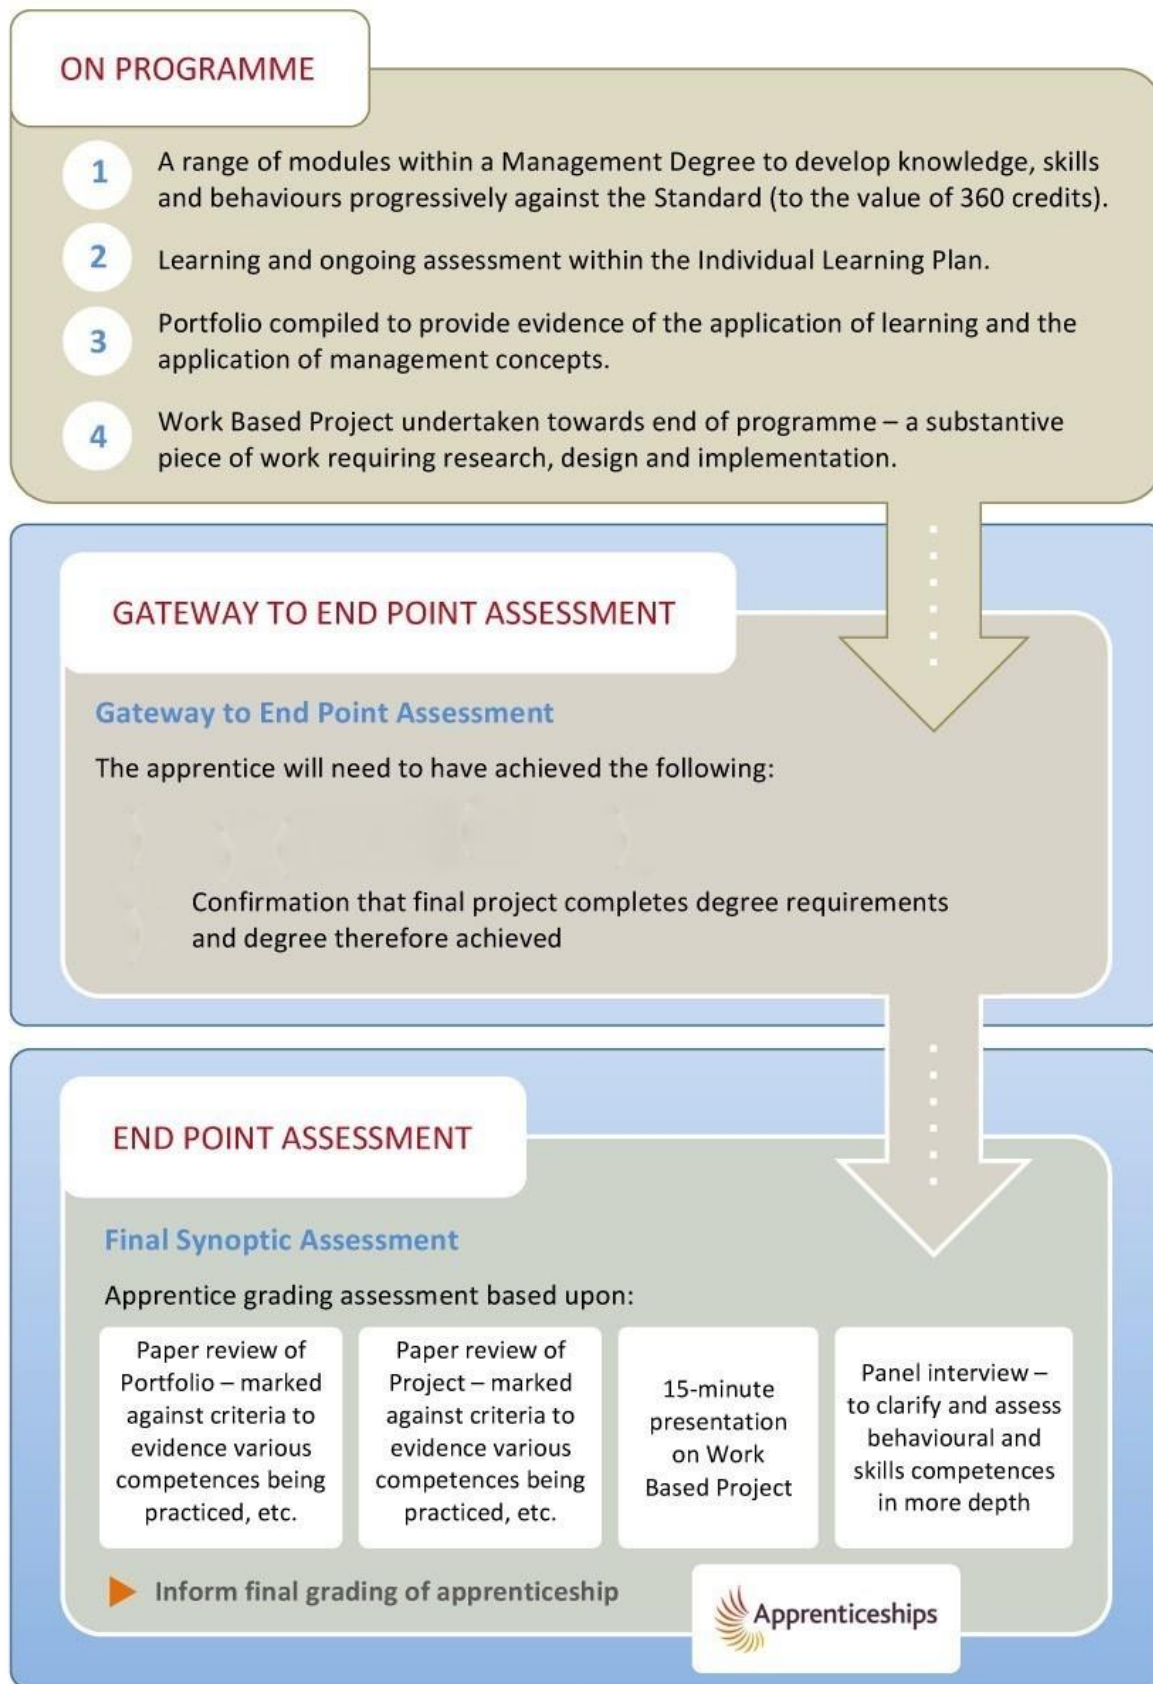 ON PROGRAMME
1
A range of modules within a Management Degree to develop knowledge, skills
and behaviours progressively against the Standard (to the value of 360 credits).
2
Learning and ongoing assessment within the Individual Learning Plan.
3
Portfolio compiled to provide evidence of the application of learning and the
application of management concepts.
4
Work Based Project undertaken towards end of programme – a substantive
piece of work requiring research, design and implementation.
GATEWAY TO END POINT ASSESSMENT
Gateway to End Point Assessment
The apprentice will need to have achieved the following:
Confirmation that final project completes degree requirements
and degree therefore achieved
END POINT ASSESSMENT
Final Synoptic Assessment
Apprentice grading assessment based upon:
Paper review of
Portfolio – marked
against criteria to
evidence various
competences being
practiced, etc.
Paper review of
Project – marked
against criteria to
evidence various
competences being
practiced, etc.
15-minute
presentation
on Work
Based Project
Panel interview –
to clarify and assess
behavioural and
skills competences
in more depth
Inform final grading of apprenticeship
Apprenticeships